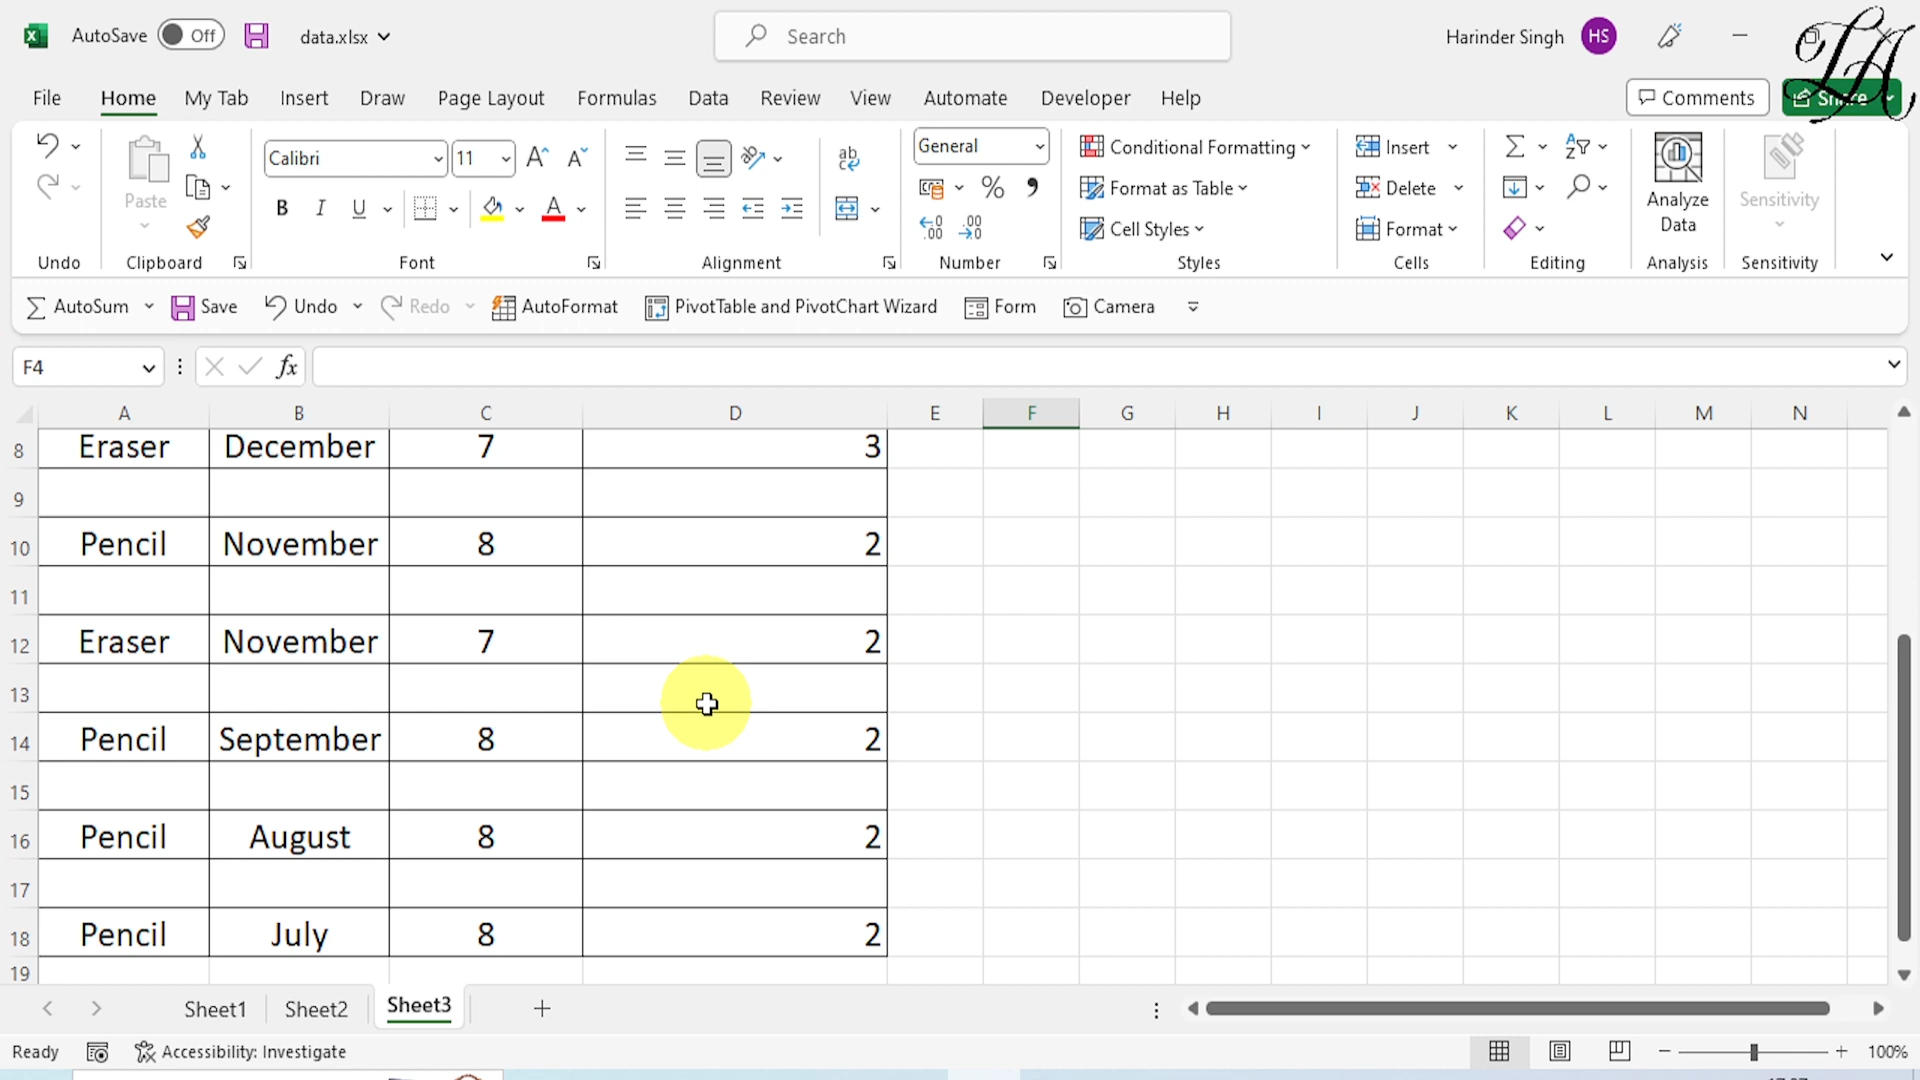 AutoSave Off data.xlsx Search Harinder Singh HS LA
File Home My Tab Insert Draw Page Layout Formulas Data Review View Automate Developer Help Comments Share
Calibri 11 General Conditional Formatting Insert
Paste Format as Table Delete Analyze Data Sensitivity
B I U A Cell Styles Format
Undo Clipboard Font Alignment Number Styles Cells Editing Analysis Sensitivity
AutoSum Save Undo Redo AutoFormat PivotTable and PivotChart Wizard Form Camera
F4 fx
A B C D E F G H I J K L M N
8 Eraser December 7 3
9
10 Pencil November 8 2
11
12 Eraser November 7 2
13
14 Pencil September 8 2
15
16 Pencil August 8 2
17
18 Pencil July 8 2
19
Sheet1 Sheet2 Sheet3
Ready Accessibility: Investigate 100%